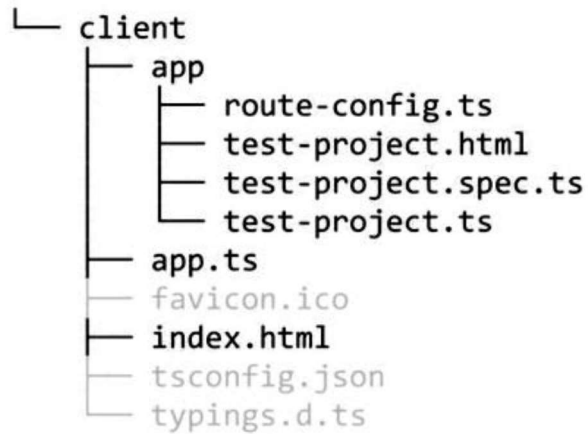 client
app
route-config.ts
test-project.html
test-project.spec.ts
test-project.ts
app.ts
favicon.ico
index.html
tsconfig.json
typings.d.ts